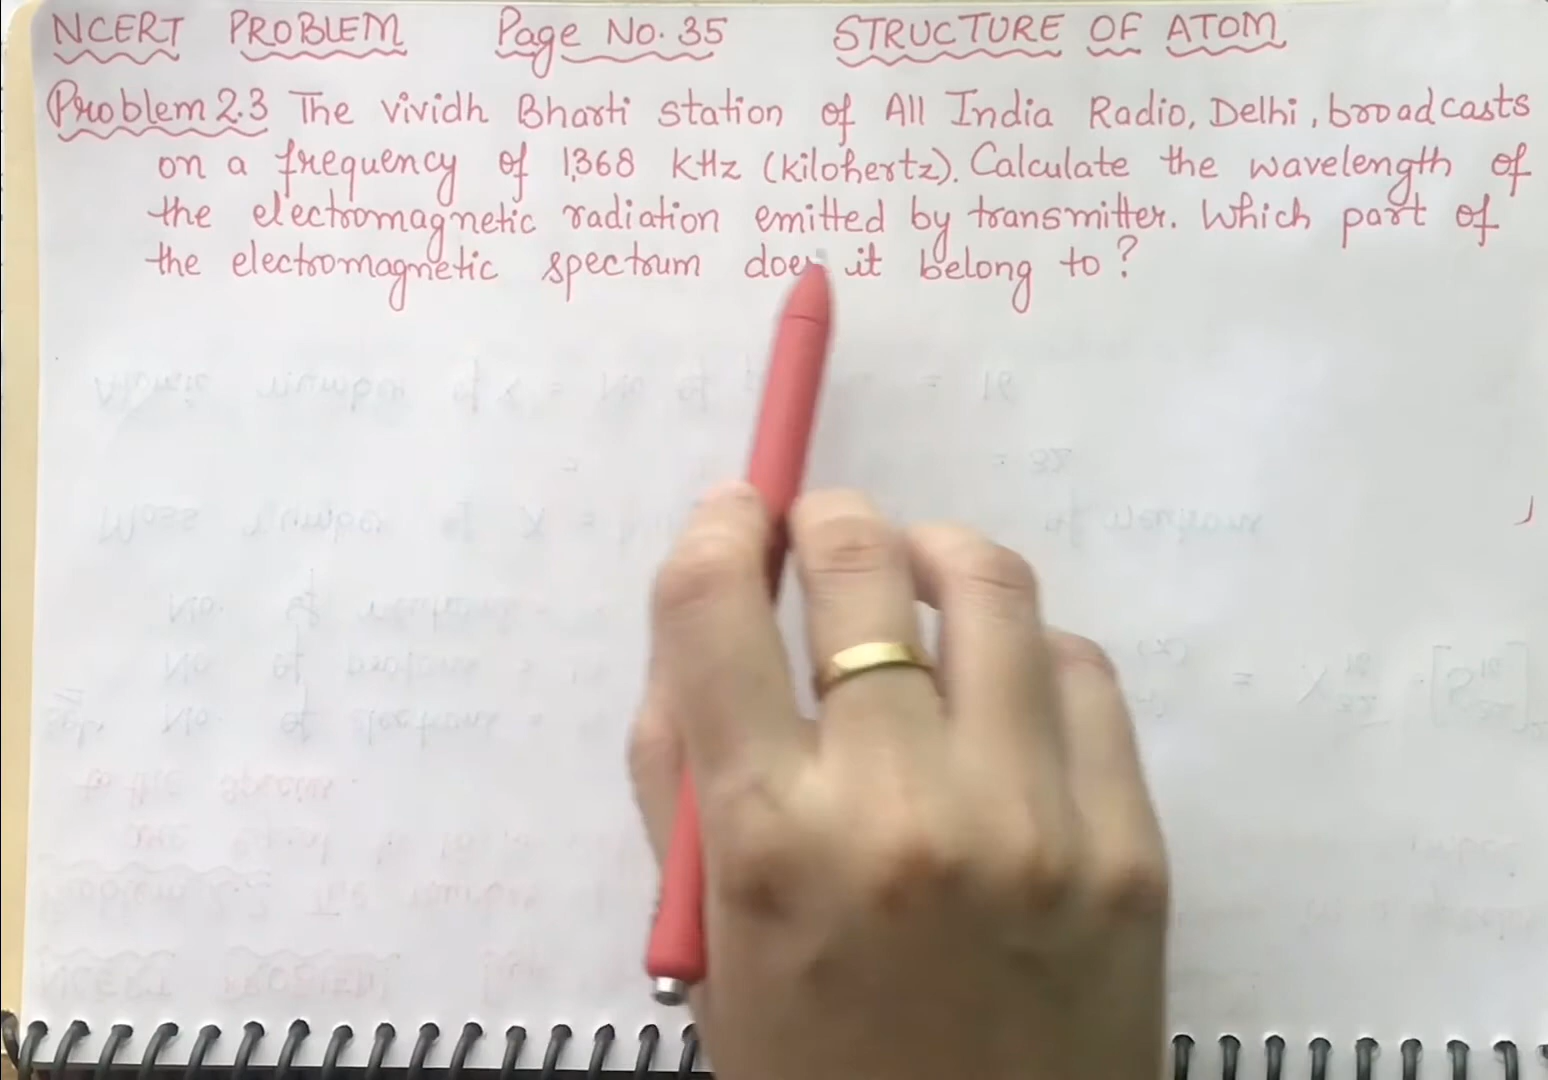 NCERT PROBLEM Page No. 35 STRUCTURE OF ATOM
Problem 2.3 The vividh Bharti station of All India Radio, Delhi, broadcasts
on a frequency of 1,368 kHz (kilohertz). Calculate the wavelength of
the electromagnetic radiation emitted by transmitter. Which part of
the electromagnetic spectrum does it belong to?